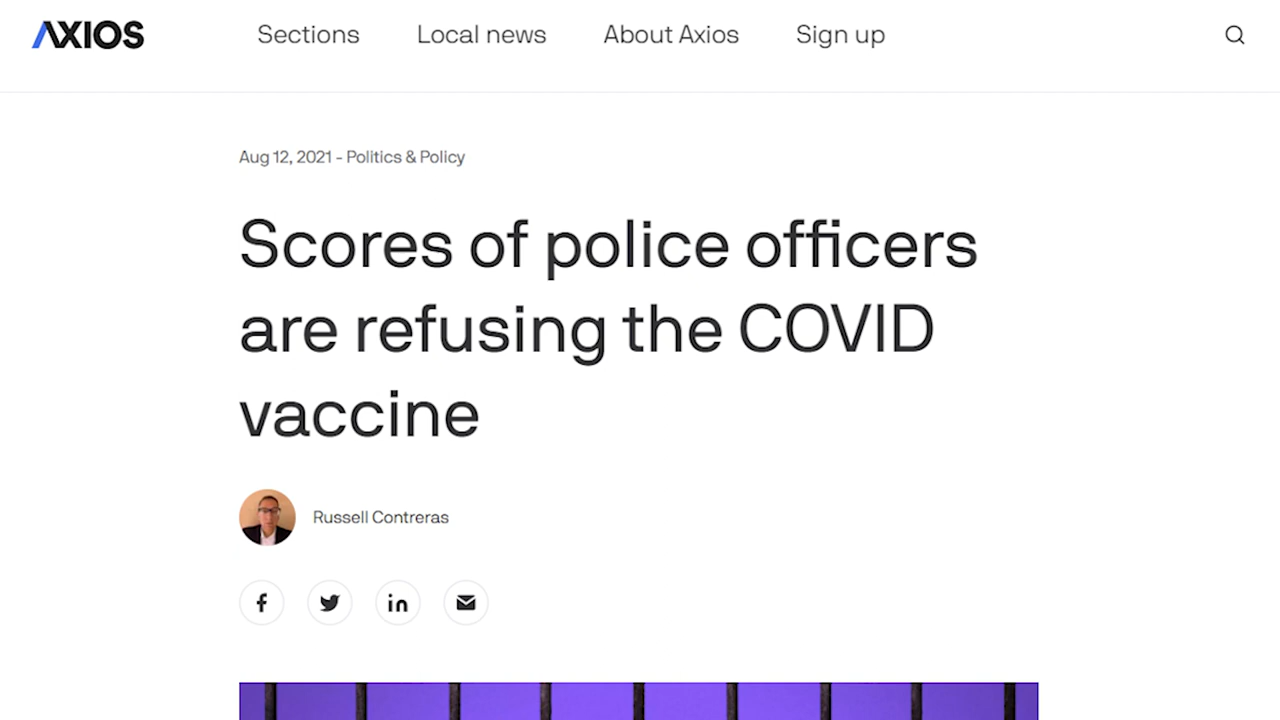 AXIOS
Sections Local news About Axios Sign up
Aug 12, 2021 - Politics & Policy
Scores of police officers
are refusing the COVID
vaccine
Russell Contreras